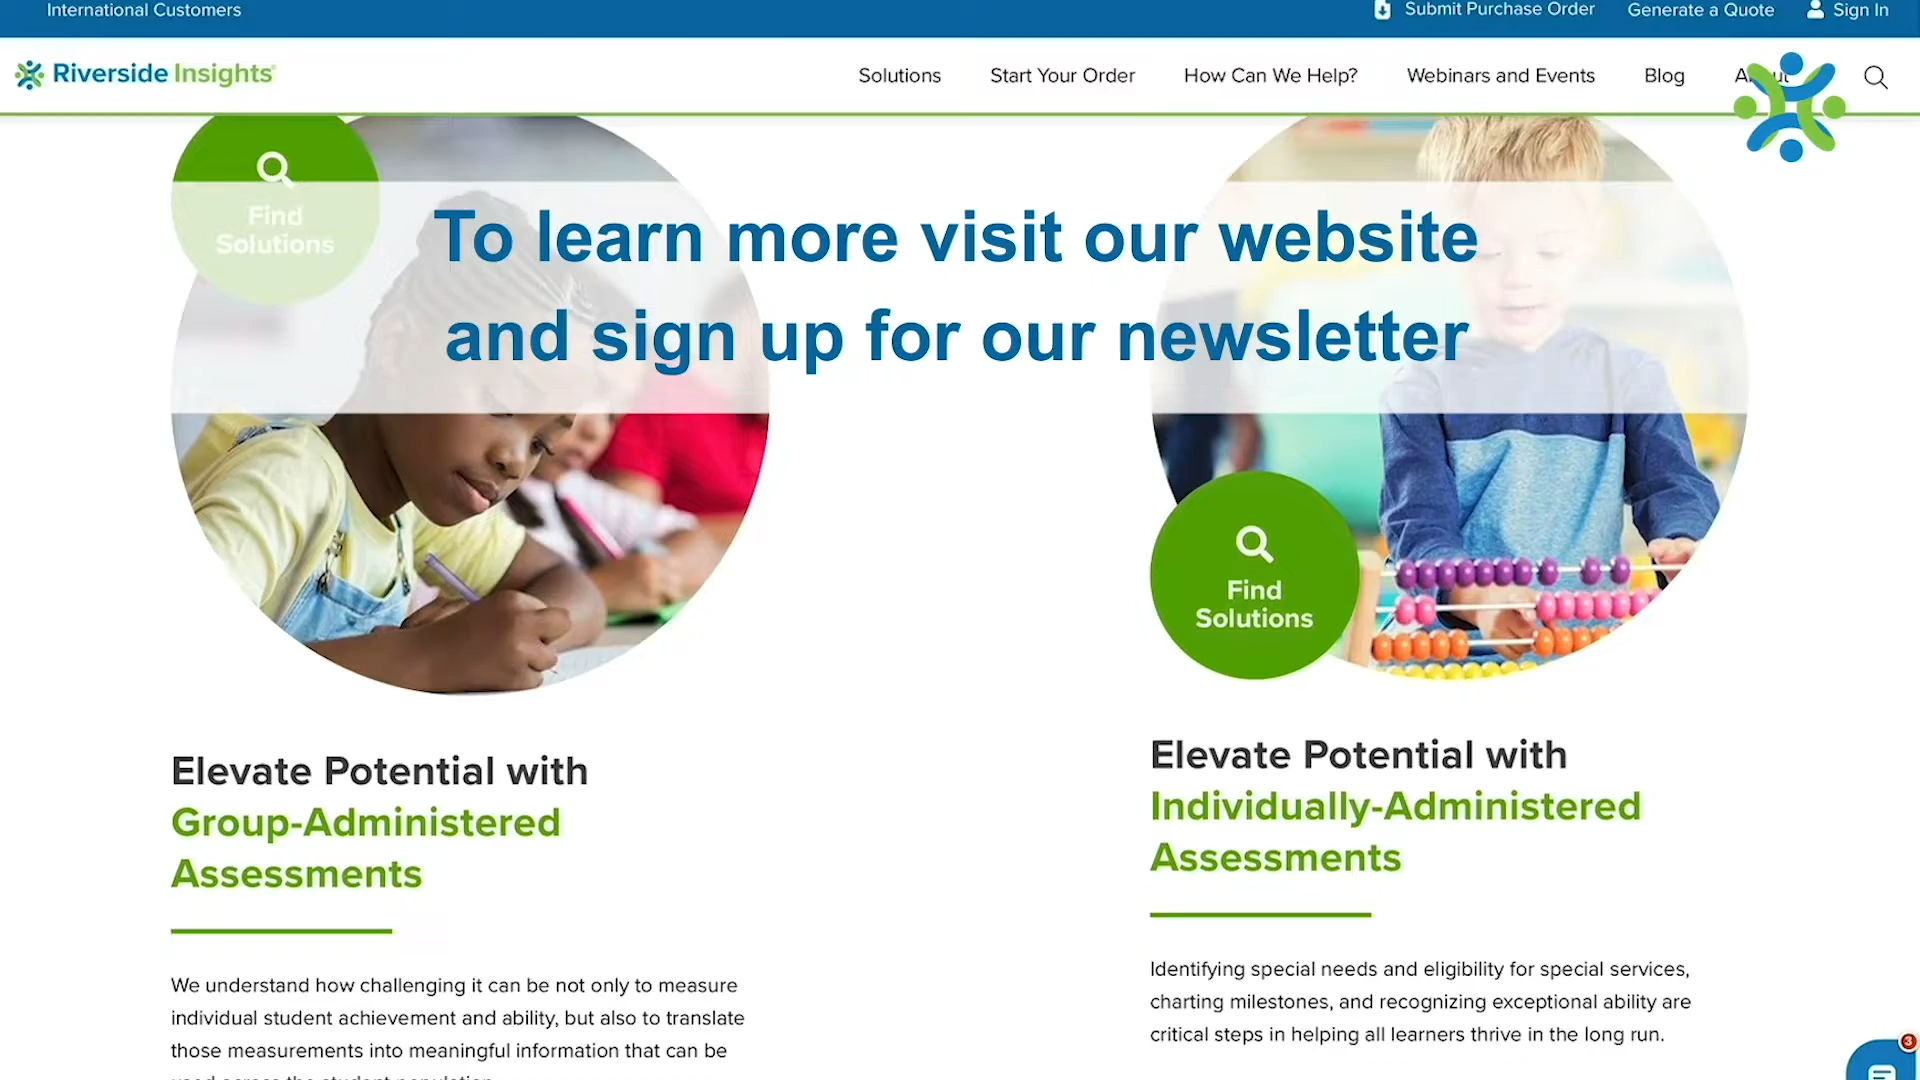 International Customers
Submit Purchase Order
Generate a Quote
Sign In
Riverside Insights
Solutions
Start Your Order
How Can We Help?
Webinars and Events
Blog
Find
Solutions
To learn more visit our website
and sign up for our newsletter
Find
Solutions
Elevate Potential with
Group-Administered
Assessments
We understand how challenging it can be not only to measure
individual student achievement and ability, but also to translate
those measurements into meaningful information that can be
Elevate Potential with
Individually-Administered
Assessments
Identifying special needs and eligibility for special services,
charting milestones, and recognizing exceptional ability are
critical steps in helping all learners thrive in the long run.
3